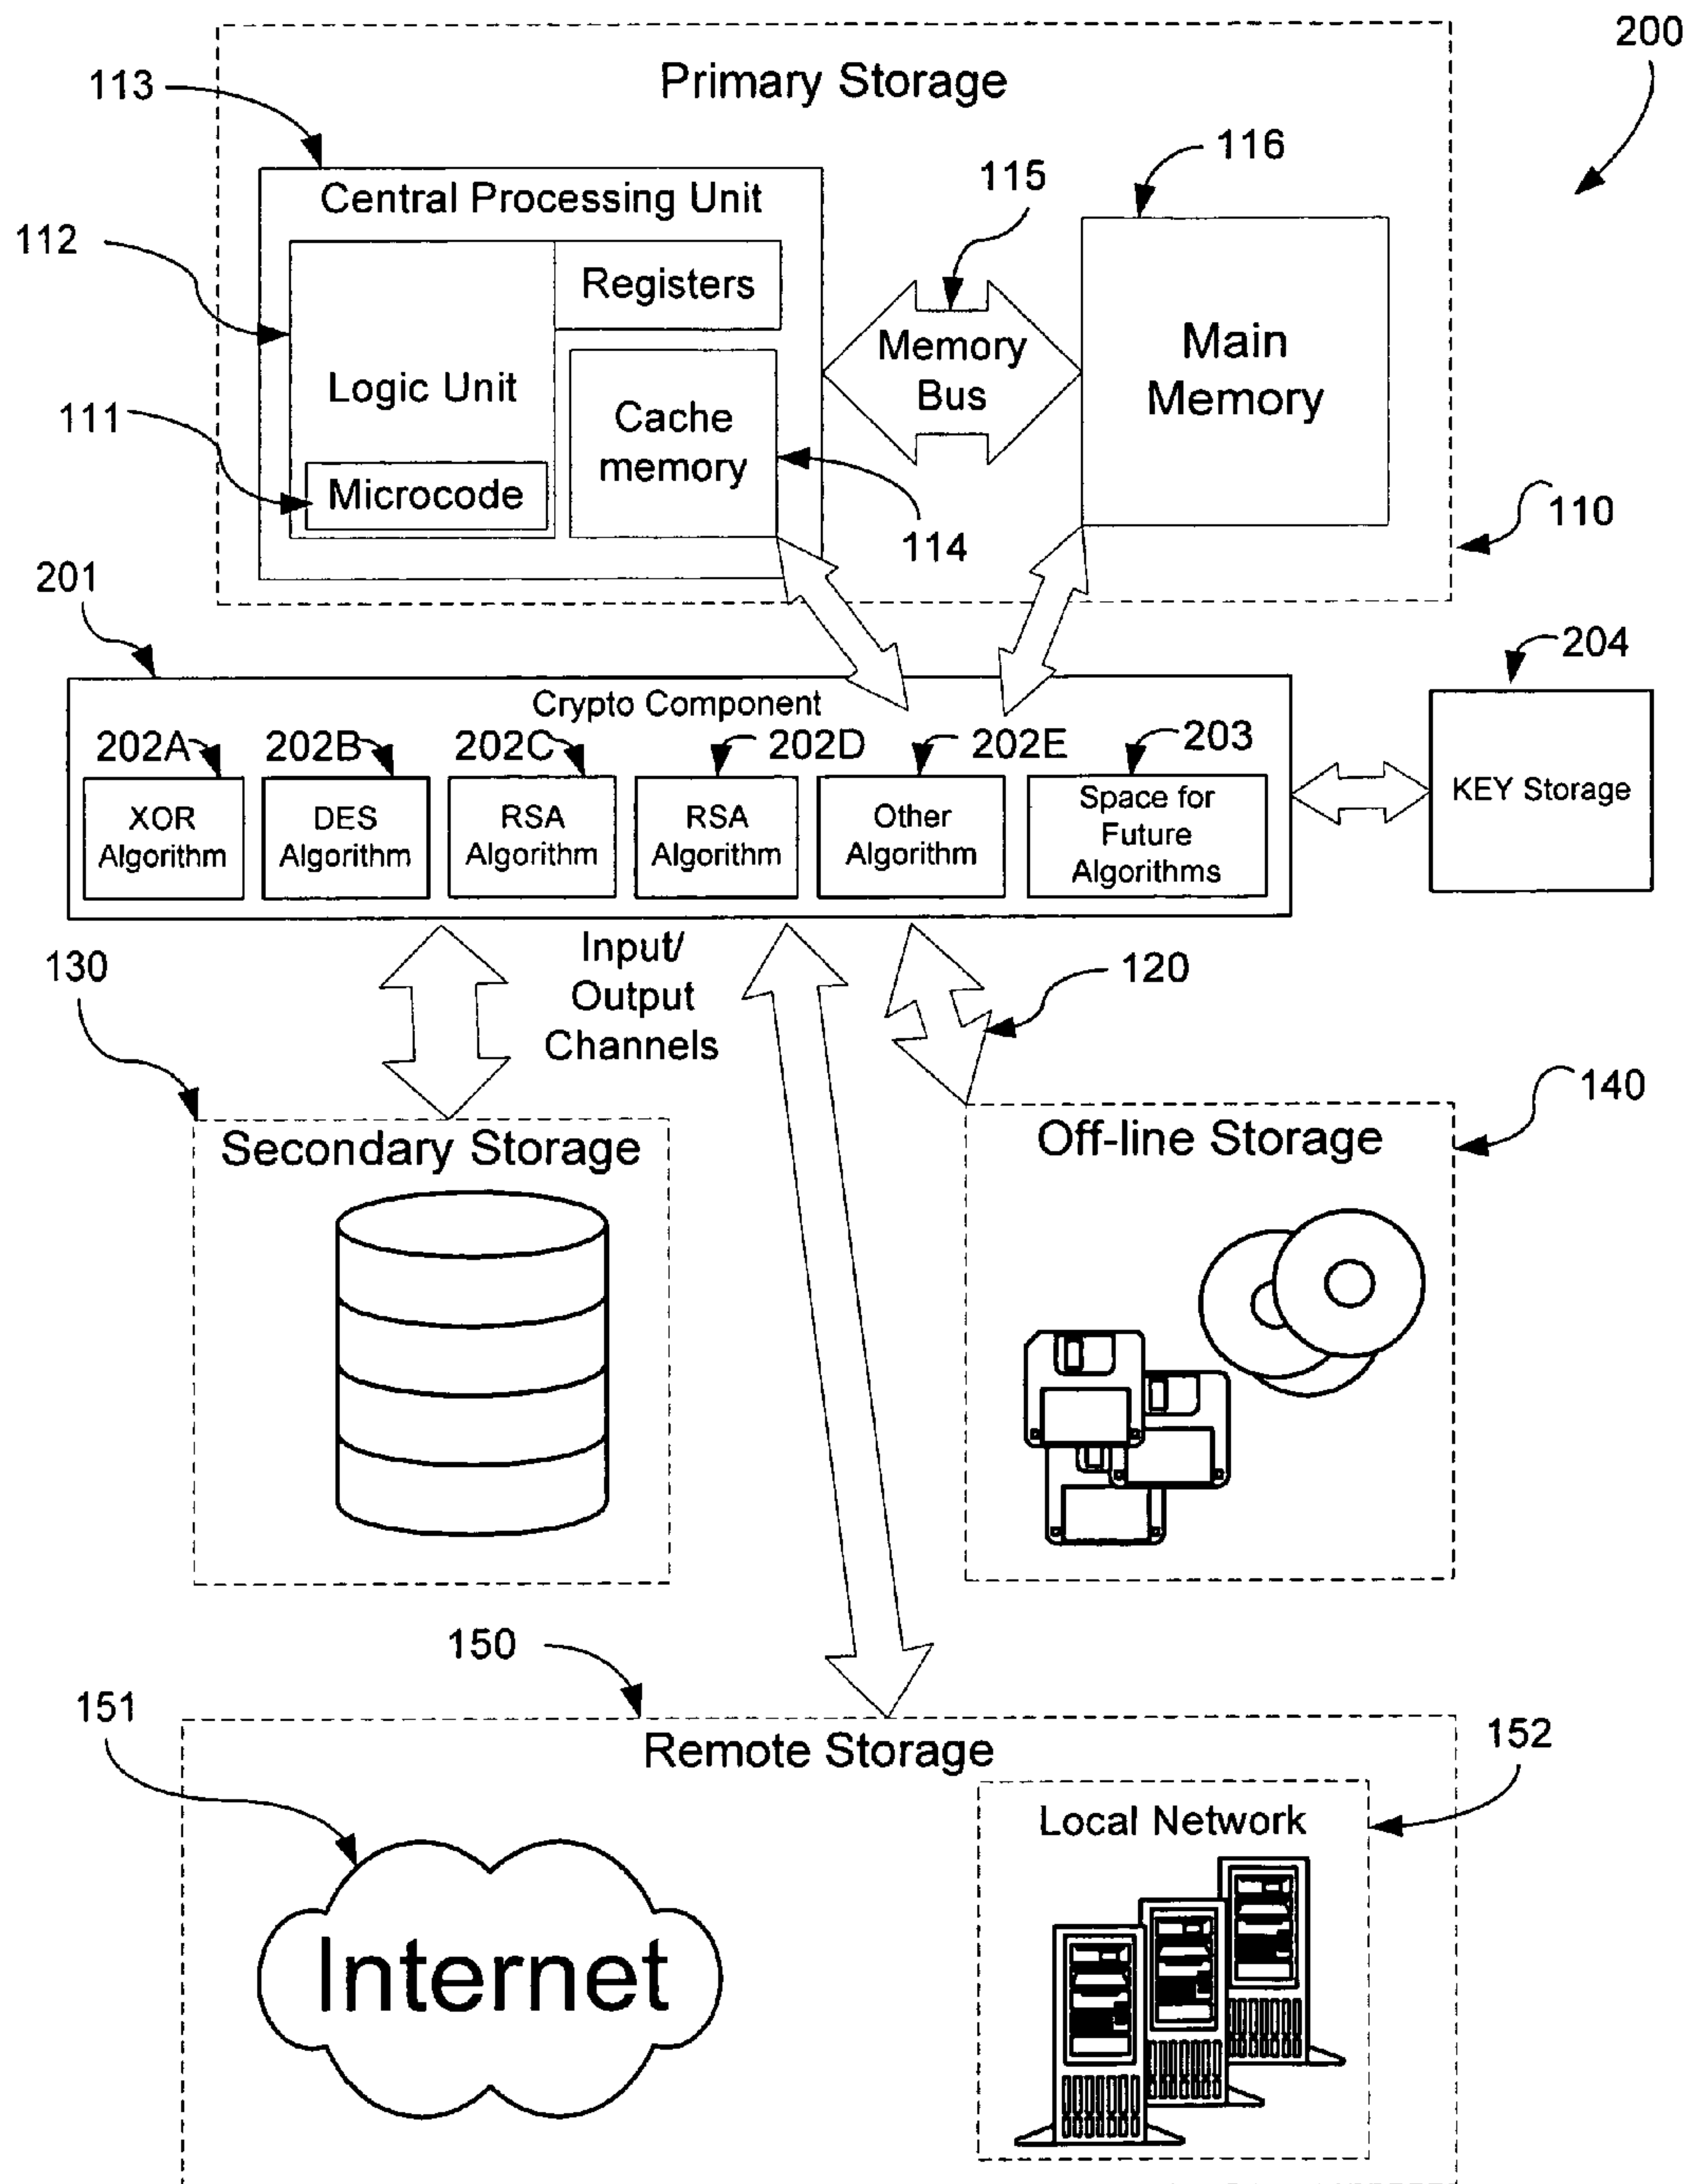 200
Primary Storage
113
116
115
Central Processing Unit
112
Registers
Memory
Bus
Main
Memory
Logic Unit
111
Cache
memory
Microcode
110
114
201
204
Crypto Component
202A
202B
202C
202D
202E
203
XOR
Algorithm
DES
Algorithm
RSA
Algorithm
RSA
Algorithm
Other
Algorithm
Space for
Future
Algorithms
KEY Storage
130
Input/
Output
Channels
120
140
Secondary Storage
Off-line Storage
150
151
Remote Storage
152
Local Network
Internet